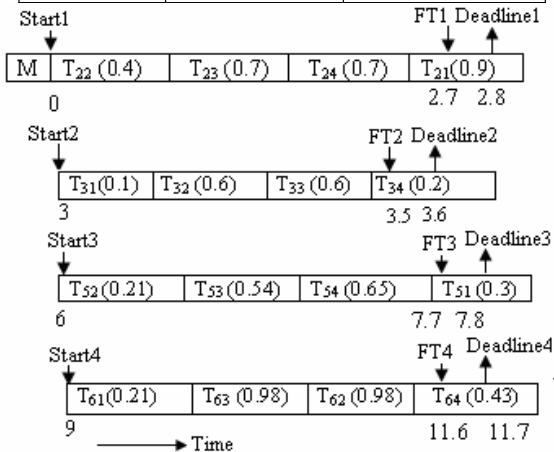 Start1 FT1 Deadline1
M T₂₂ (0.4) T₂₃ (0.7) T₂₄ (0.7) T₂₁(0.9)
0 2.7 2.8
Start2 FT2 Deadline2
T₃₁(0.1) T₃₂ (0.6) T₃₃ (0.6) T₃₄ (0.2)
3 3.5 3.6
Start3 FT3 Deadline3
T₅₂(0.21) T₅₃(0.54) T₅₄(0.65) T₅₁(0.3)
6 7.7 7.8
Start4 FT4 Deadline4
T₆₁(0.21) T₆₃(0.98) T₆₂(0.98) T₆₄(0.43)
9 11.6 11.7
Time